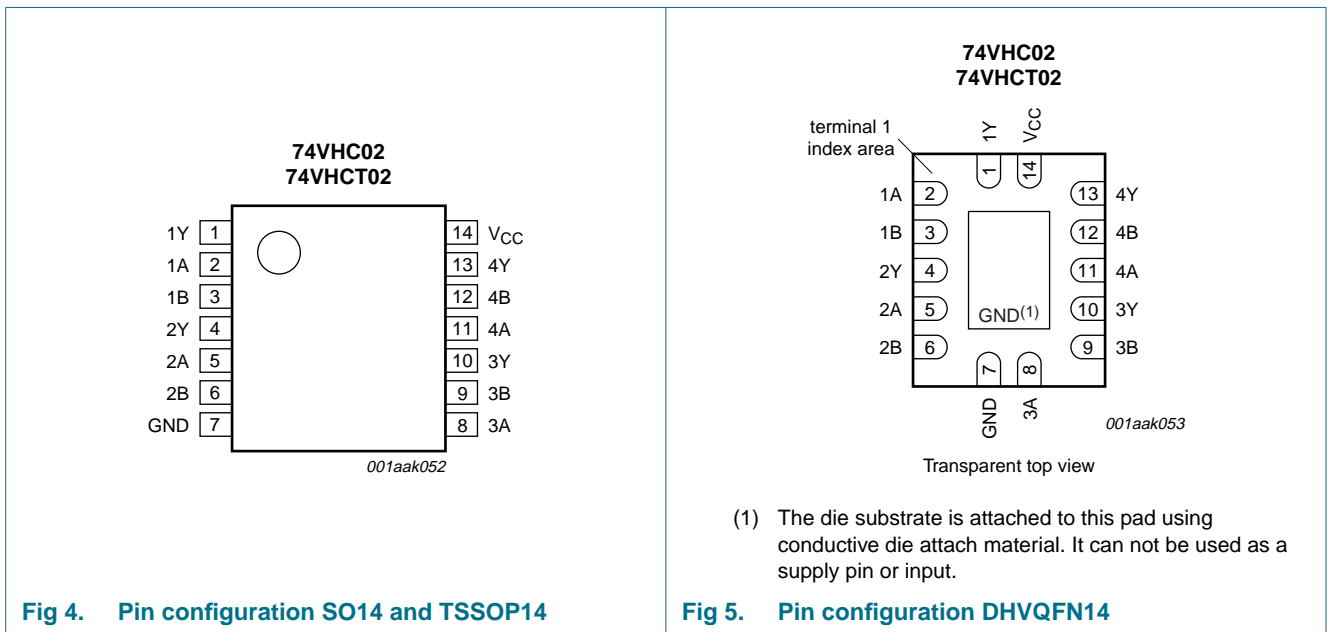 74VHC02
74VHCT02
1Y 1
1A 2
1B 3
2Y 4
2A 5
2B 6
GND 7
14 VCC
13 4Y
12 4B
11 4A
10 3Y
9 3B
8 3A
001aak052
Fig 4. Pin configuration SO14 and TSSOP14
74VHC02
74VHCT02
terminal 1
index area
1Y
VCC
1
14
1A 2
1B 3
2Y 4
2A 5
2B 6
13 4Y
12 4B
11 4A
10 3Y
9 3B
GND(1)
7
8
GND
3A
001aak053
Transparent top view
(1) The die substrate is attached to this pad using
conductive die attach material. It can not be used as a
supply pin or input.
Fig 5. Pin configuration DHVQFN14